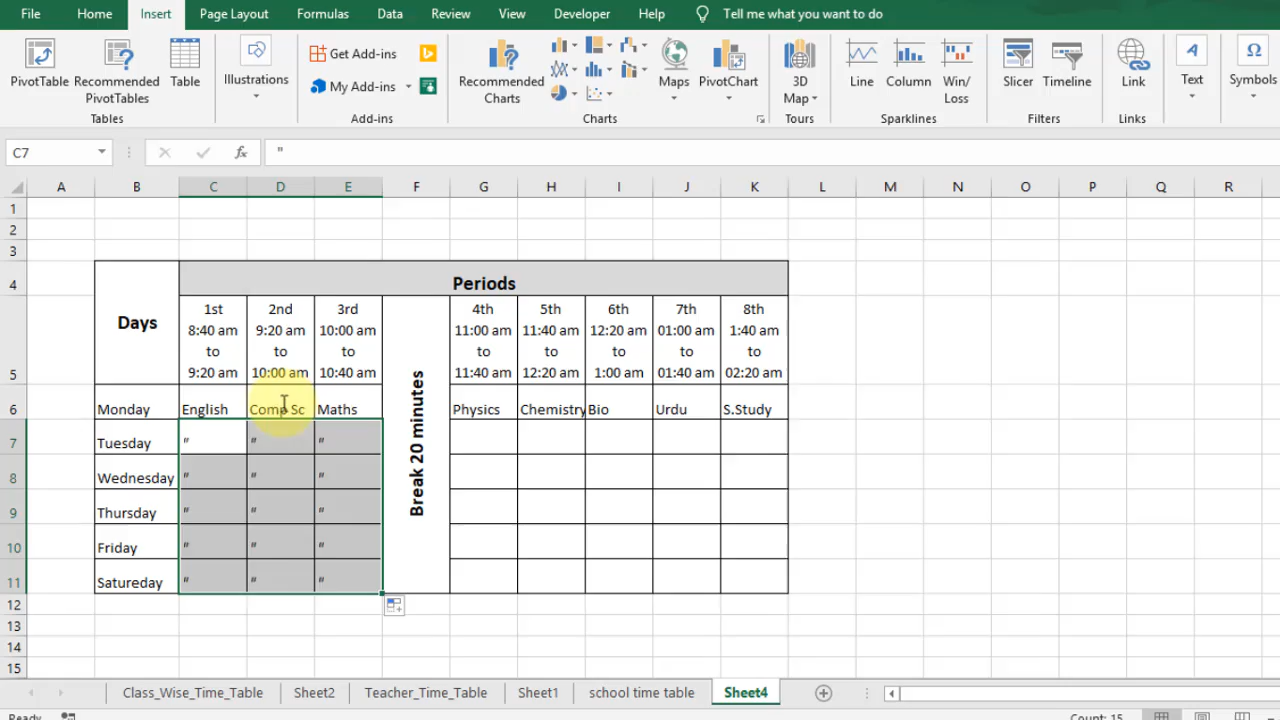 File Home Insert Page Layout Formulas Data Review View Developer Help Tell me what you want to do
PivotTable Recommended PivotTables Table Illustrations Get Add-ins My Add-ins Recommended Charts Maps PivotChart 3D Map Line Column Win/Loss Slicer Timeline Link Text Symbols
Tables Add-ins Charts Tours Sparklines Filters Links
C7 fx "
A B C D E F G H I J K L M N O P Q R
1
2
3
4 Days Periods
5 1st 8:40 am to 9:20 am 2nd 9:20 am to 10:00 am 3rd 10:00 am to 10:40 am Break 20 minutes 4th 11:00 am to 11:40 am 5th 11:40 am to 12:20 am 6th 12:20 am to 1:00 am 7th 01:00 am to 01:40 am 8th 1:40 am to 02:20 am
6 Monday English Comp Sc Maths Physics Chemistry Bio Urdu S.Study
7 Tuesday " " "
8 Wednesday " " "
9 Thursday " " "
10 Friday " " "
11 Satureday " " "
12
13
14
15
Class_Wise_Time_Table Sheet2 Teacher_Time_Table Sheet1 school time table Sheet4
Ready Count: 15